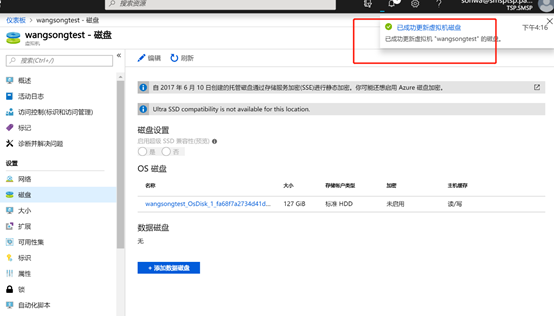 搜索资源
sonwa@smsptsp.pa...
TSP.SMSP
仪表板 > wangsongtest - 磁盘
wangsongtest - 磁盘
虚拟机
已成功更新虚拟机磁盘
下午4:16
已成功更新虚拟机 "wangsongtest" 的磁盘。
搜索(Ctrl+/)
编辑
刷新
概述
活动日志
访问控制(标识和访问管理)
标记
诊断并解决问题
设置
网络
磁盘
大小
扩展
可用性集
标识
属性
锁
自动化脚本
自 2017 年 6 月 10 日创建的托管磁盘通过存储服务加密(SSE)进行静态加密。你可能还想启用 Azure 磁盘加密。
Ultra SSD compatibility is not available for this location.
磁盘设置
启用超级 SSD 兼容性(预览)
是 否
OS 磁盘
名称 大小 存储帐户类型 加密 主机缓存
wangsongtest_OsDisk_1_fa68f7a2734d41d... 127 GiB 标准 HDD 未启用 读/写
数据磁盘
无
+ 添加数据磁盘